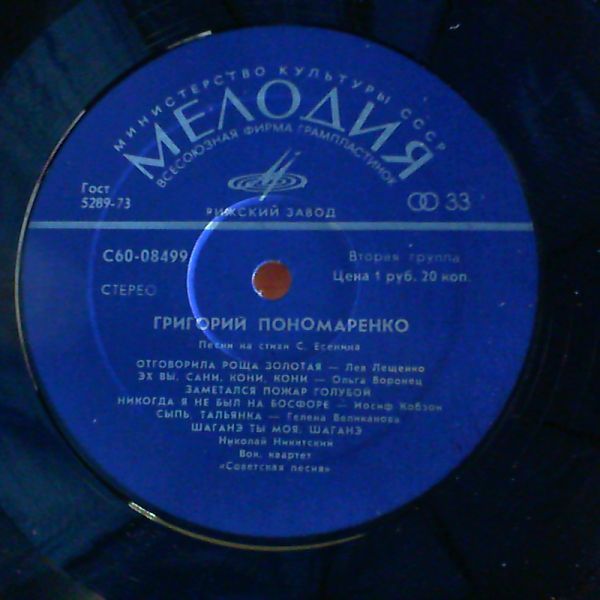 МИНИСТЕРСТВО КУЛЬТУРЫ СССР
МЕЛОДИЯ
ВСЕСОЮЗНАЯ ФИРМА ГРАМПЛАСТИНОК
Гост
5289-73
33
РИЖСКИЙ ЗАВОД
С60-08499
Вторая группа
Цена 1 руб. 20 коп.
СТЕРЕО
ГРИГОРИЙ ПОНОМАРЕНКО
Песни на стихи С. Есенина
ОТГОВОРИЛА РОЩА ЗОЛОТАЯ — Лев Лещенко
ЭХ ВЫ, САНИ, КОНИ, КОНИ — Ольга Воронец
ЗАМЕТАЛСЯ ПОЖАР ГОЛУБОЙ
НИКОГДА Я НЕ БЫЛ НА БОСФОРЕ — Иосиф Кобзон
СЫПЬ, ТАЛЬЯНКА — Гелена Великанова
ШАГАНЭ ТЫ МОЯ, ШАГАНЭ
Николай Никитский
Вок. квартет
«Советская песня»